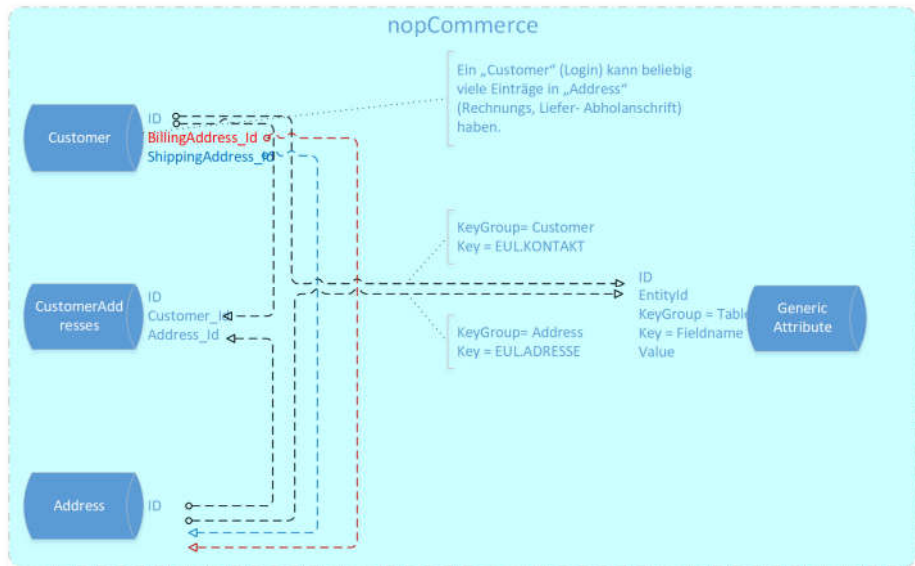 nopCommerce
Ein „Customer“ (Login) kann beliebig
viele Einträge in „Address“
(Rechnungs, Liefer- Abholanschrift)
haben.
Customer
ID
BillingAddress_Id
ShippingAddress_Id
KeyGroup= Customer
Key = EUL.KONTAKT
CustomerAdd
resses
ID
Customer_Id
Address_Id
KeyGroup= Address
Key = EUL.ADRESSE
ID
EntityId
KeyGroup = Table
Key = Fieldname
Value
Generic
Attribute
Address
ID